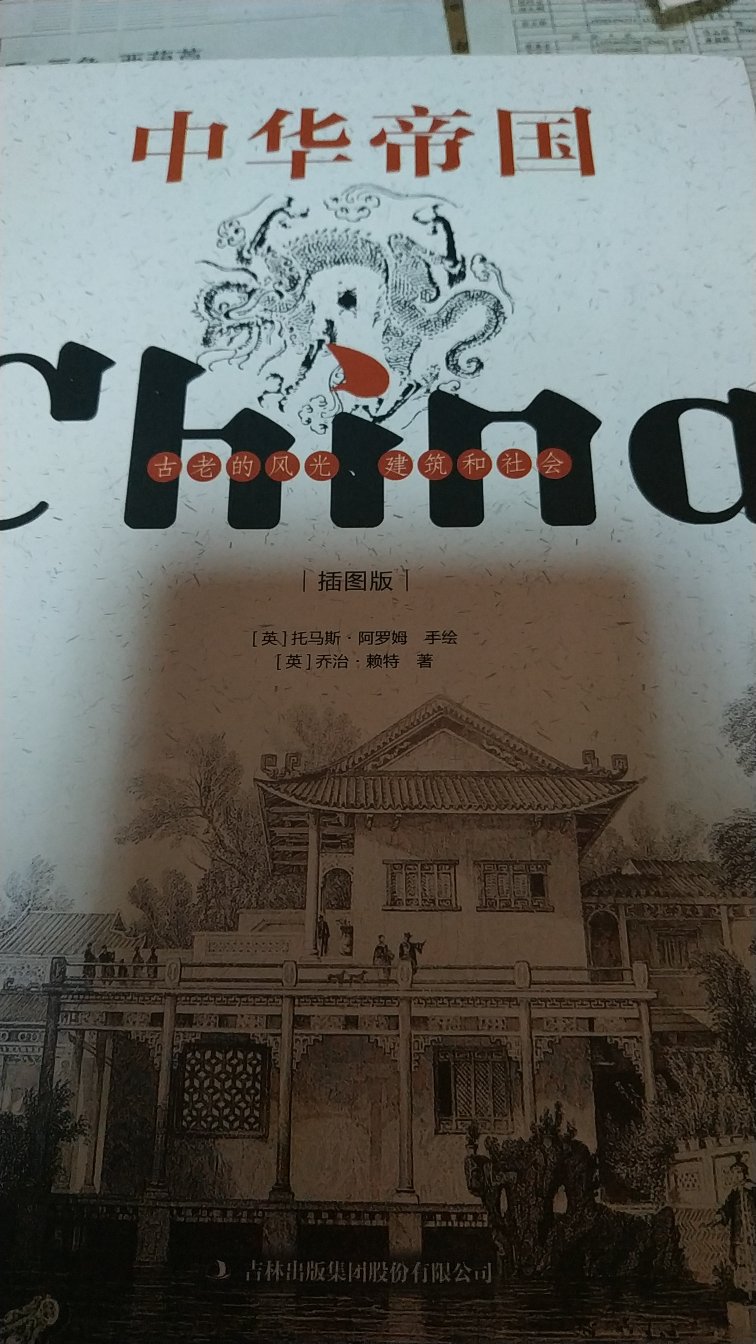 中华帝国
China
古老的风光 建筑和社会
|插图版|
[英]托马斯·阿罗姆 手绘
[英]乔治·赖特 著
吉林出版集团股份有限公司